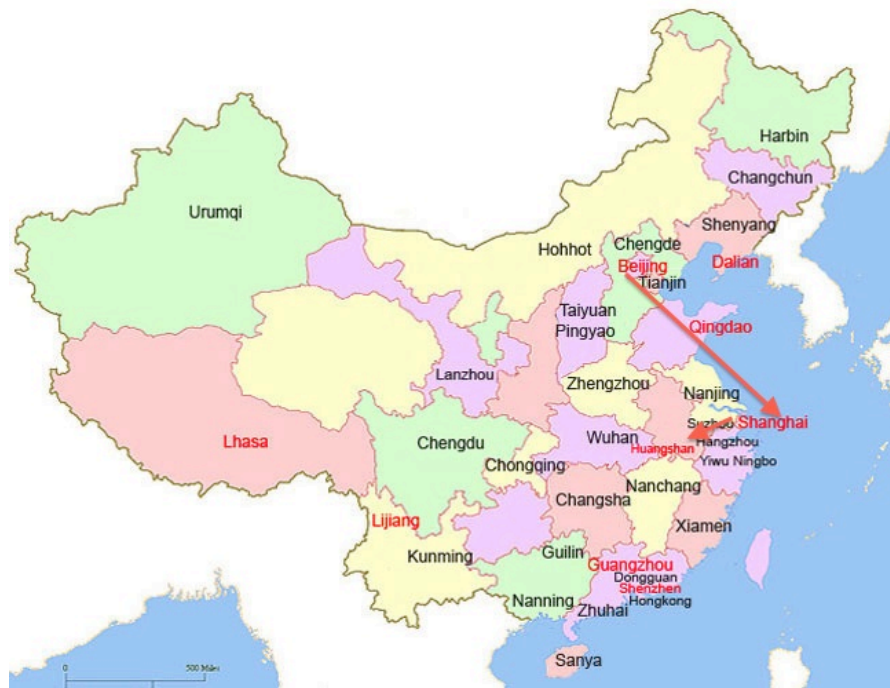 Harbin
Changchun
Urumqi
Shenyang
Hohhot
Chengde
Beijing
Dalian
Tianjin
Taiyuan
Pingyao
Qingdao
Lanzhou
Zhengzhou
Nanjing
Suzhou
Shanghai
Lhasa
Chengdu
Wuhan
Huangshan
Hangzhou
Yiwu Ningbo
Chongqing
Nanchang
Changsha
Lijiang
Xiamen
Kunming
Guilin
Guangzhou
Dongguan
Shenzhen
Nanning
Hongkong
Zhuhai
Sanya
0
500 Miles